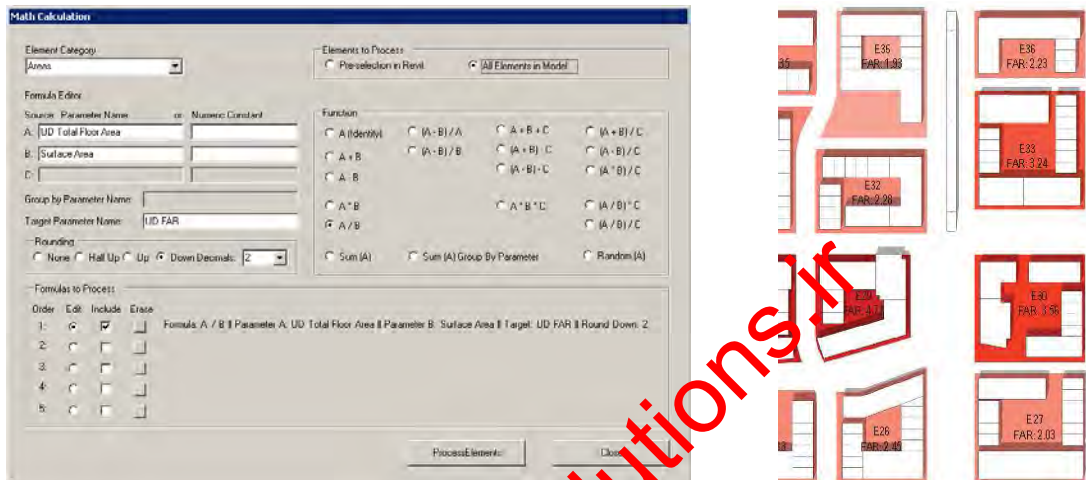 Math Calculation
Element Category
Areas
Elements to Process
Pre-selection in Revit
All Elements in Model
Formula Editor
Source: Parameter Name or Numeric Constant
A: UD Total Floor Area
B: Surface Area
C:
Group by Parameter Name:
Target Parameter Name: UD FAR
Rounding
None Half Up Up Down Decimals: 2
Function
A (Identity) (A - B) / A A + B + C (A + B) / C
A + B (A - B) / B (A + B) - C (A - B) / C
A - B (A - B) - C (A * B) / C
A * B A * B * C (A / B) * C
A / B (A / B) / C
Sum (A) Sum (A) Group By Parameter Random (A)
Formulas to Process
Order Edit Include Erase
1: Formula: A / B || Parameter A: UD Total Floor Area || Parameter B: Surface Area || Target: UD FAR || Round Down: 2
2:
3:
4:
5:
Process Elements
Close
E35
FAR: 1.93
E36
FAR: 2.23
E33
FAR: 3.24
E32
FAR: 2.28
E30
FAR: 3.56
E26
FAR: 2.45
E27
FAR: 2.03
utions.ir